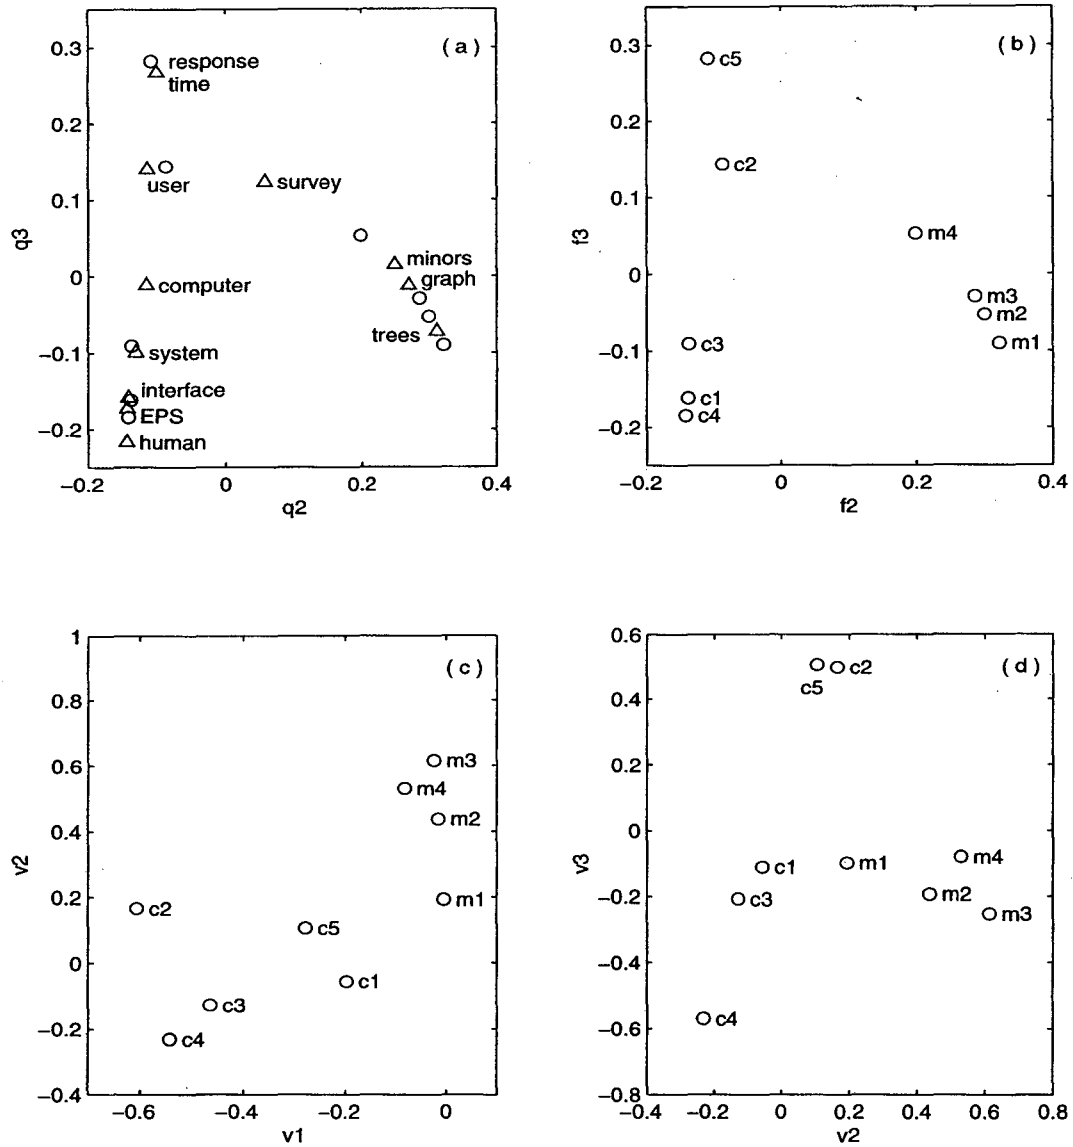 ( a )
0.3
0.2
0.1
0
−0.1
−0.2
q3
response
time
user
survey
minors
graph
computer
trees
system
interface
EPS
human
−0.2
0
0.2
0.4
q2
( b )
0.3
0.2
0.1
0
−0.1
−0.2
f3
c5
c2
m4
m3
m2
m1
c3
c1
c4
−0.2
0
0.2
0.4
f2
( c )
1
0.8
0.6
0.4
0.2
0
−0.2
−0.4
v2
m3
m4
m2
m1
c2
c5
c1
c3
c4
−0.6
−0.4
−0.2
0
v1
( d )
0.6
0.4
0.2
0
−0.2
−0.4
−0.6
−0.8
v3
c2
c5
c1
m1
m4
c3
m2
m3
c4
−0.4
−0.2
0
0.2
0.4
0.6
0.8
v2